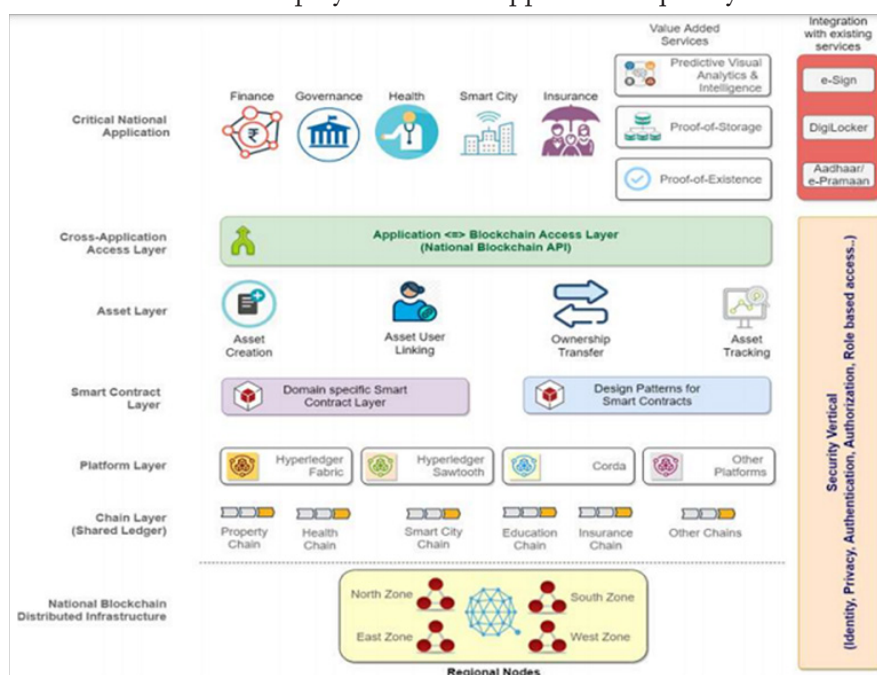 Value Added
Services
Integration
with existing
services
Critical National
Application
Finance
Governance
Health
Smart City
Insurance
Predictive Visual
Analytics &
Intelligence
Proof-of-Storage
Proof-of-Existence
e-Sign
DigiLocker
Aadhaar/
e-Pramaan
Cross-Application
Access Layer
Application <=> Blockchain Access Layer
(National Blockchain API)
Asset Layer
Asset
Creation
Asset User
Linking
Ownership
Transfer
Asset
Tracking
Smart Contract
Layer
Domain specific Smart
Contract Layer
Design Patterns for
Smart Contracts
Platform Layer
Hyperledger
Fabric
Hyperledger
Sawtooth
Corda
Other
Platforms
Chain Layer
(Shared Ledger)
Property
Chain
Health
Chain
Smart City
Chain
Education
Chain
Insurance
Chain
Other Chains
National Blockchain
Distributed Infrastructure
North Zone
South Zone
East Zone
West Zone
Regional Nodes
Security Vertical
(Identity, Privacy, Authentication, Authorization, Role based access..)